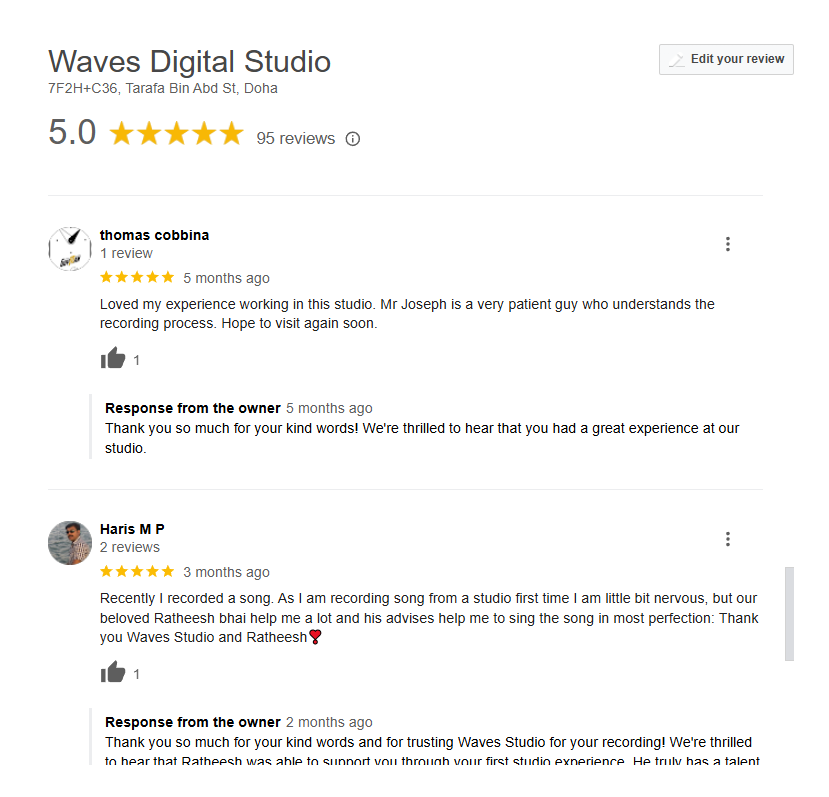 Waves Digital Studio
Edit your review
7F2H+C36, Tarafa Bin Abd St, Doha
5.0 95 reviews
thomas cobbina
1 review
5 months ago
Loved my experience working in this studio. Mr Joseph is a very patient guy who understands the
recording process. Hope to visit again soon.
1
Response from the owner 5 months ago
Thank you so much for your kind words! We're thrilled to hear that you had a great experience at our
studio.
Haris M P
2 reviews
3 months ago
Recently I recorded a song. As I am recording song from a studio first time I am little bit nervous, but our
beloved Ratheesh bhai help me a lot and his advises help me to sing the song in most perfection: Thank
you Waves Studio and Ratheesh❣️
1
Response from the owner 2 months ago
Thank you so much for your kind words and for trusting Waves Studio for your recording! We're thrilled
to hear that Ratheesh was able to support you through your first studio experience. He truly has a talent